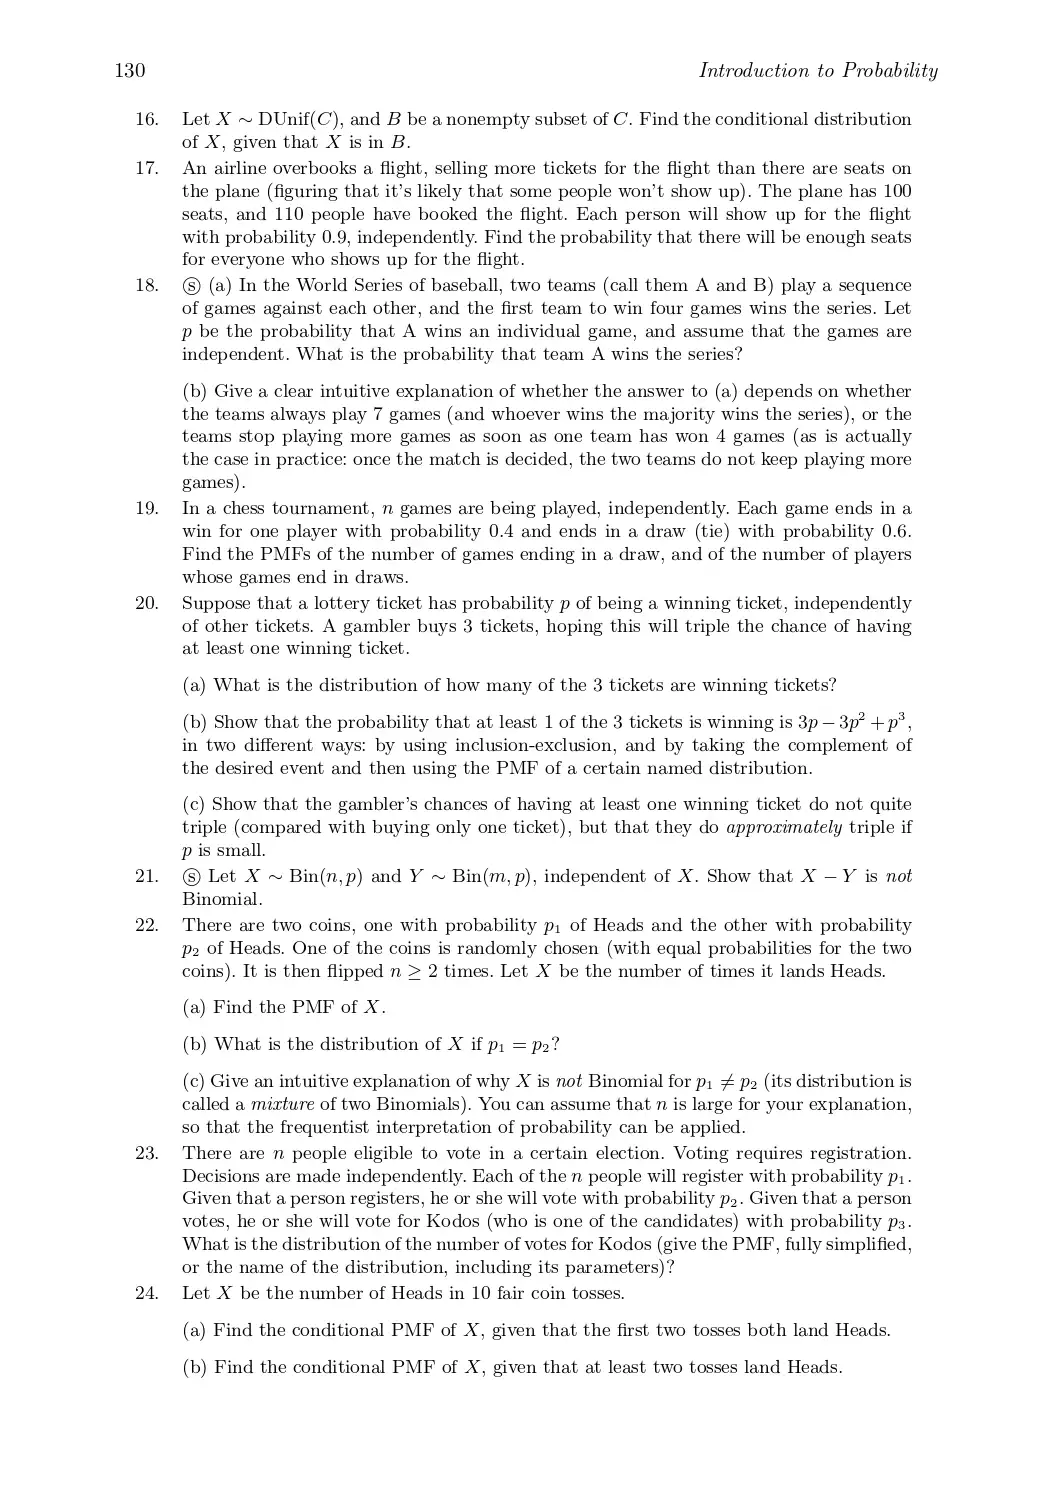 130
Introduction to Probability
16. Let X ∼ DUnif(C), and B be a nonempty subset of C. Find the conditional distribution
of X, given that X is in B.
17. An airline overbooks a flight, selling more tickets for the flight than there are seats on
the plane (figuring that it's likely that some people won't show up). The plane has 100
seats, and 110 people have booked the flight. Each person will show up for the flight
with probability 0.9, independently. Find the probability that there will be enough seats
for everyone who shows up for the flight.
18. ⓢ (a) In the World Series of baseball, two teams (call them A and B) play a sequence
of games against each other, and the first team to win four games wins the series. Let
p be the probability that A wins an individual game, and assume that the games are
independent. What is the probability that team A wins the series?
(b) Give a clear intuitive explanation of whether the answer to (a) depends on whether
the teams always play 7 games (and whoever wins the majority wins the series), or the
teams stop playing more games as soon as one team has won 4 games (as is actually
the case in practice: once the match is decided, the two teams do not keep playing more
games).
19. In a chess tournament, n games are being played, independently. Each game ends in a
win for one player with probability 0.4 and ends in a draw (tie) with probability 0.6.
Find the PMFs of the number of games ending in a draw, and of the number of players
whose games end in draws.
20. Suppose that a lottery ticket has probability p of being a winning ticket, independently
of other tickets. A gambler buys 3 tickets, hoping this will triple the chance of having
at least one winning ticket.
(a) What is the distribution of how many of the 3 tickets are winning tickets?
(b) Show that the probability that at least 1 of the 3 tickets is winning is 3p − 3p² + p³,
in two different ways: by using inclusion-exclusion, and by taking the complement of
the desired event and then using the PMF of a certain named distribution.
(c) Show that the gambler's chances of having at least one winning ticket do not quite
triple (compared with buying only one ticket), but that they do approximately triple if
p is small.
21. ⓢ Let X ∼ Bin(n, p) and Y ∼ Bin(m, p), independent of X. Show that X − Y is not
Binomial.
22. There are two coins, one with probability p₁ of Heads and the other with probability
p₂ of Heads. One of the coins is randomly chosen (with equal probabilities for the two
coins). It is then flipped n ≥ 2 times. Let X be the number of times it lands Heads.
(a) Find the PMF of X.
(b) What is the distribution of X if p₁ = p₂?
(c) Give an intuitive explanation of why X is not Binomial for p₁ ≠ p₂ (its distribution is
called a mixture of two Binomials). You can assume that n is large for your explanation,
so that the frequentist interpretation of probability can be applied.
23. There are n people eligible to vote in a certain election. Voting requires registration.
Decisions are made independently. Each of the n people will register with probability p₁.
Given that a person registers, he or she will vote with probability p₂. Given that a person
votes, he or she will vote for Kodos (who is one of the candidates) with probability p₃.
What is the distribution of the number of votes for Kodos (give the PMF, fully simplified,
or the name of the distribution, including its parameters)?
24. Let X be the number of Heads in 10 fair coin tosses.
(a) Find the conditional PMF of X, given that the first two tosses both land Heads.
(b) Find the conditional PMF of X, given that at least two tosses land Heads.